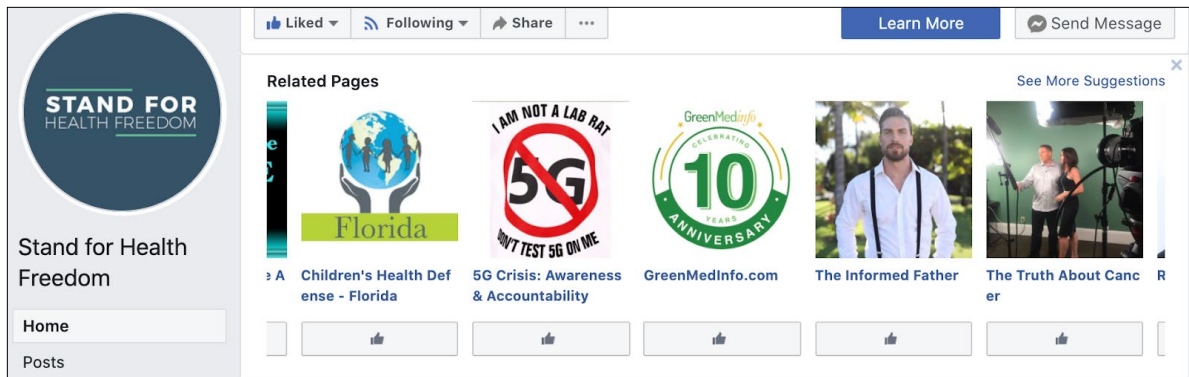 Liked
Following
Share
Learn More
Send Message
STAND FOR
HEALTH FREEDOM
Stand for Health
Freedom
Home
Posts
Related Pages
See More Suggestions
Florida
I AM NOT A LAB RAT
5G
DON'T TEST 5G ON ME
GreenMedinfo
CELEBRATING
10
YEARS
ANNIVERSARY
e A
Children's Health Def
ense - Florida
5G Crisis: Awareness
& Accountability
GreenMedInfo.com
The Informed Father
The Truth About Canc
er